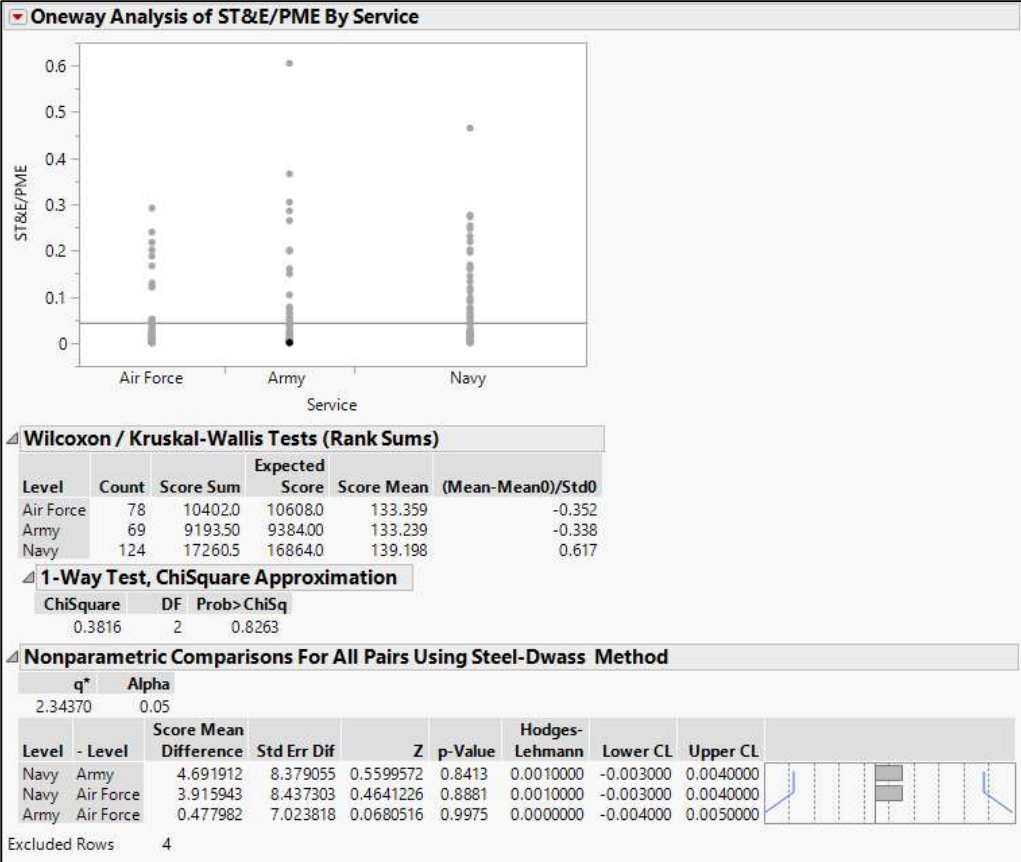 Oneway Analysis of ST&E/PME By Service
0.6
0.5
0.4
0.3
0.2
0.1
0
ST&E/PME
Air Force Army Navy
Service
Wilcoxon / Kruskal-Wallis Tests (Rank Sums)
Expected
Level Count Score Sum Score Score Mean (Mean-Mean0)/Std0
Air Force 78 10402.0 10608.0 133.359 -0.352
Army 69 9193.50 9384.00 133.239 -0.338
Navy 124 17260.5 16864.0 139.198 0.617
1-Way Test, ChiSquare Approximation
ChiSquare DF Prob>ChiSq
0.3816 2 0.8263
Nonparametric Comparisons For All Pairs Using Steel-Dwass Method
q* Alpha
2.34370 0.05
Score Mean Hodges-
Level - Level Difference Std Err Dif Z p-Value Lehmann Lower CL Upper CL
Navy Army 4.691912 8.379055 0.5599572 0.8413 0.0010000 -0.003000 0.0040000
Navy Air Force 3.915943 8.437303 0.4641226 0.8881 0.0010000 -0.003000 0.0040000
Army Air Force 0.477982 7.023818 0.0680516 0.9975 0.0000000 -0.004000 0.0050000
Excluded Rows 4